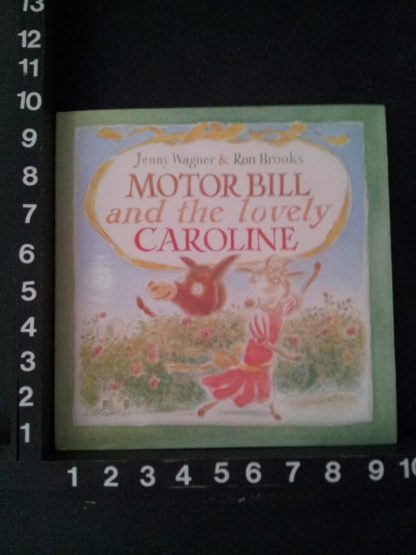 13
12
11
10
9
8
7
6
5
4
3
2
1
Jenny Wagner & Ron Brooks
MOTOR BILL
and the lovely
CAROLINE
1 2 3 4 5 6 7 8 9 10